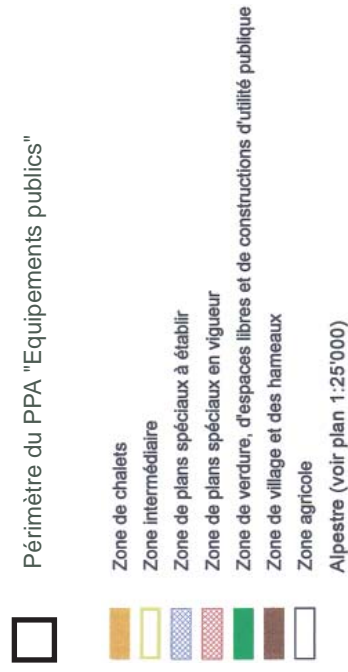 Périmètre du PPA "Equipements publics"
Zone de chalets
Zone intermédiaire
Zone de plans spéciaux à établir
Zone de plans spéciaux en vigueur
Zone de verdure, d'espaces libres et de constructions d'utilité publique
Zone de village et des hameaux
Zone agricole
Alpestre (voir plan 1:25'000)